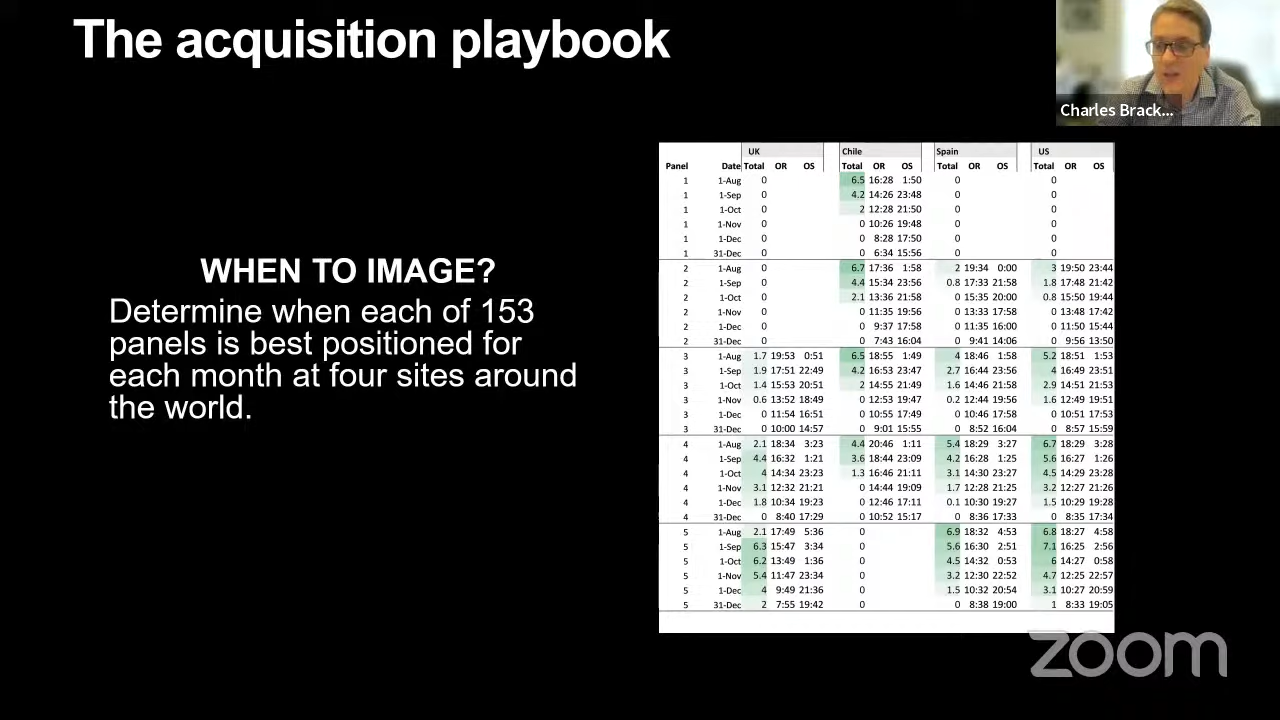 The acquisition playbook
Charles Brack...
WHEN TO IMAGE?
Determine when each of 153
panels is best positioned for
each month at four sites around
the world.
UK Chile Spain US
Panel Date Total OR OS Total OR OS Total OR OS Total OR OS
1 1-Aug 0 6.5 16:28 1:50 0 0
1 1-Sep 0 4.2 14:26 23:48 0 0
1 1-Oct 0 2 12:28 21:50 0 0
1 1-Nov 0 0 10:26 19:48 0 0
1 1-Dec 0 0 8:28 17:50 0 0
1 31-Dec 0 0 6:34 15:56 0 0
2 1-Aug 0 6.7 17:36 1:58 2 19:34 0:00 3 19:50 23:44
2 1-Sep 0 4.4 15:34 23:56 0.8 17:33 21:58 1.8 17:48 21:42
2 1-Oct 0 2.1 13:36 21:58 0 15:35 20:00 0.8 15:50 19:44
2 1-Nov 0 0 11:35 19:56 0 13:33 17:58 0 13:48 17:42
2 1-Dec 0 0 9:37 17:58 0 11:35 16:00 0 11:50 15:44
2 31-Dec 0 0 7:43 16:04 0 9:41 14:06 0 9:56 13:50
3 1-Aug 1.7 19:53 0:51 6.5 18:55 1:49 4 18:46 1:58 5.2 18:51 1:53
3 1-Sep 1.9 17:51 22:49 4.2 16:53 23:47 2.7 16:44 23:56 4 16:49 23:51
3 1-Oct 1.4 15:53 20:51 2 14:55 21:49 1.6 14:46 21:58 2.9 14:51 21:53
3 1-Nov 0.6 13:52 18:49 0 12:53 19:47 0.2 12:44 19:56 1.6 12:49 19:51
3 1-Dec 0 11:54 16:51 0 10:55 17:49 0 10:46 17:58 0 10:51 17:53
3 31-Dec 0 10:00 14:57 0 9:01 15:55 0 8:52 16:04 0 8:57 15:59
4 1-Aug 2.1 18:34 3:23 4.4 20:46 1:11 5.4 18:29 3:27 6.7 18:29 3:28
4 1-Sep 4.4 16:32 1:21 3.6 18:44 23:09 4.2 16:28 1:25 5.6 16:27 1:26
4 1-Oct 4 14:34 23:23 1.3 16:46 21:11 3.1 14:30 23:27 4.5 14:29 23:28
4 1-Nov 3.1 12:32 21:21 0 14:44 19:09 1.7 12:28 21:25 3.2 12:27 21:26
4 1-Dec 1.8 10:34 19:23 0 12:46 17:11 0.1 10:30 19:27 1.5 10:29 19:28
4 31-Dec 0 8:40 17:29 0 10:52 15:17 0 8:36 17:33 0 8:35 17:34
5 1-Aug 2.1 17:49 5:36 0 6.9 18:32 4:53 6.8 18:27 4:58
5 1-Sep 6.3 15:47 3:34 0 5.6 16:30 2:51 7.1 16:25 2:56
5 1-Oct 6.2 13:49 1:36 0 4.5 14:32 0:53 6 14:27 0:58
5 1-Nov 5.4 11:47 23:34 0 3.2 12:30 22:52 4.7 12:25 22:57
5 1-Dec 4 9:49 21:36 0 1.5 10:32 20:54 3.1 10:27 20:59
5 31-Dec 2 7:55 19:42 0 0 8:38 19:00 1 8:33 19:05
zoom